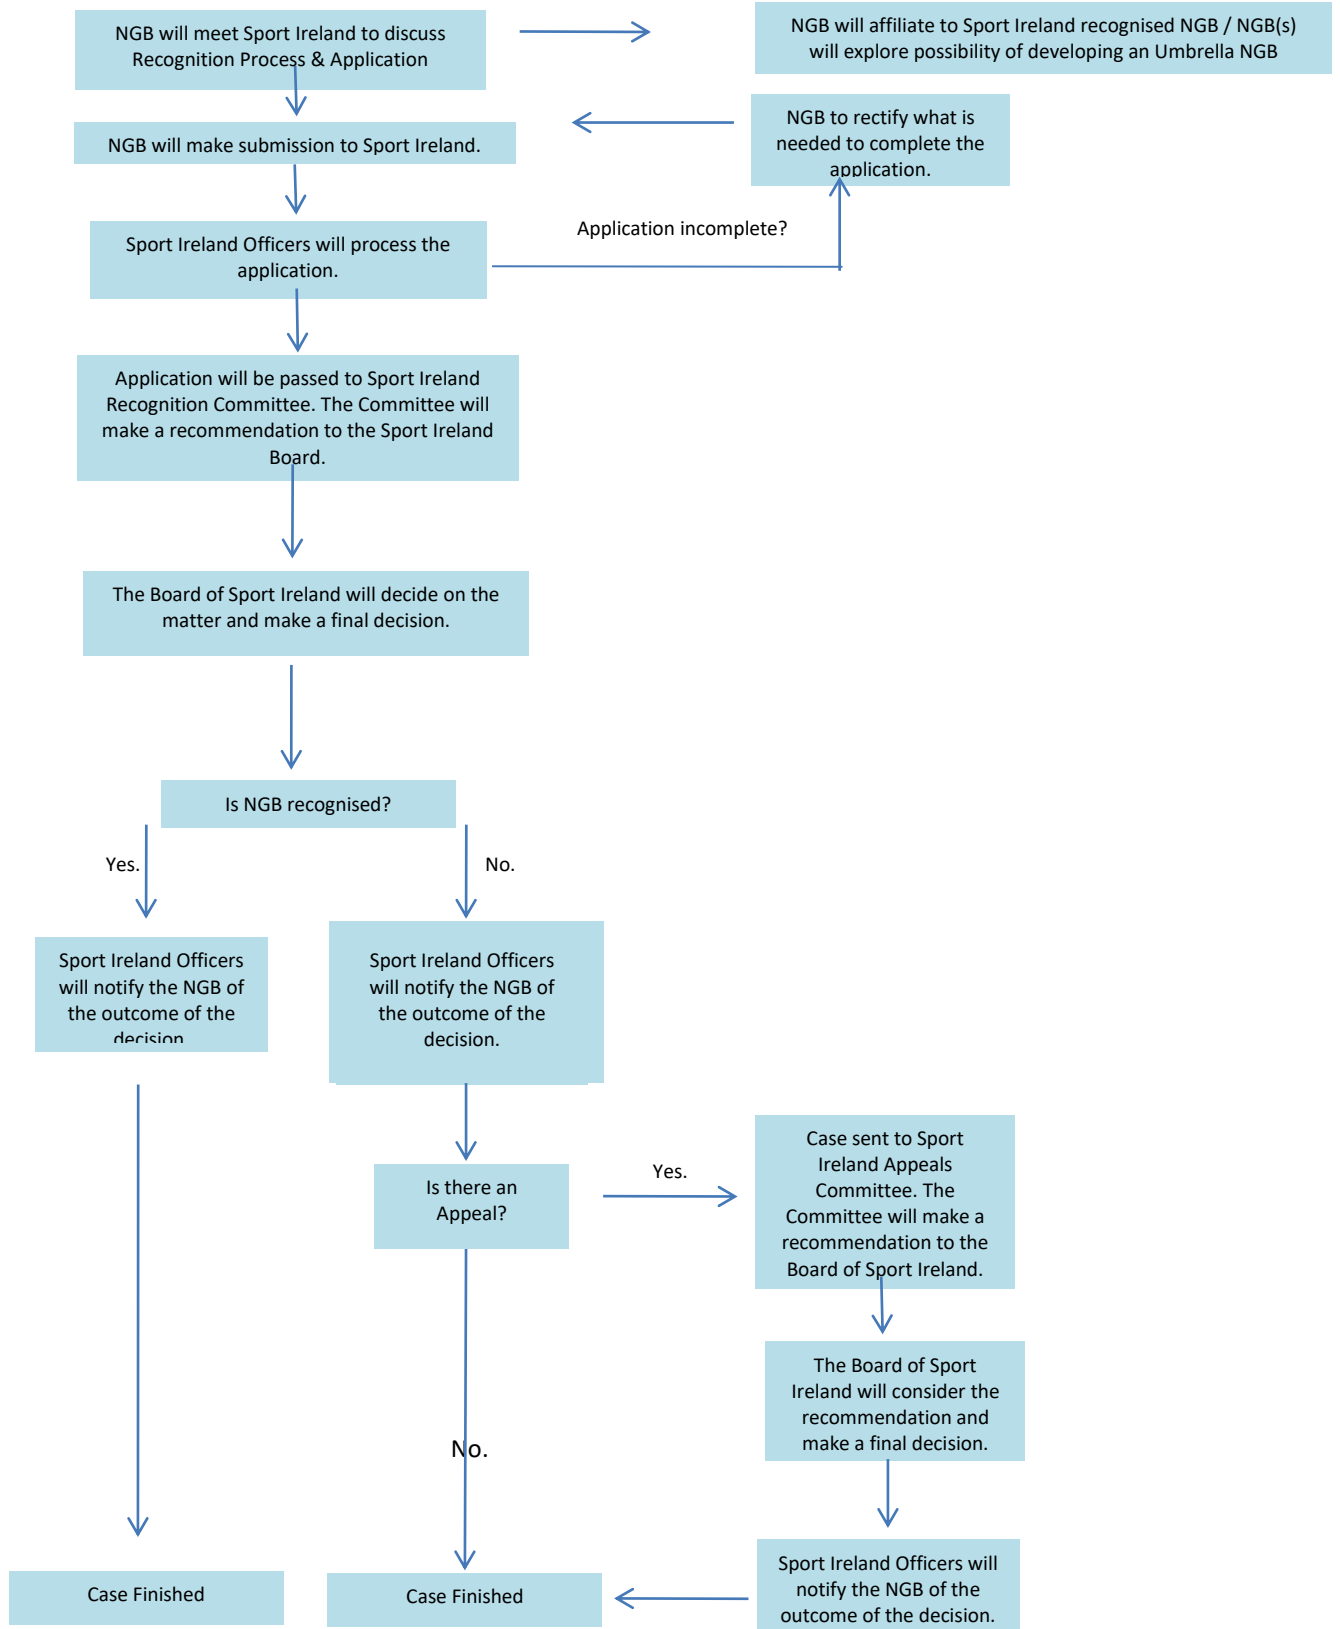 NGB will meet Sport Ireland to discuss
Recognition Process & Application
NGB will affiliate to Sport Ireland recognised NGB / NGB(s)
will explore possibility of developing an Umbrella NGB
NGB will make submission to Sport Ireland.
NGB to rectify what is
needed to complete the
application.
Sport Ireland Officers will process the
application.
Application incomplete?
Application will be passed to Sport Ireland
Recognition Committee. The Committee will
make a recommendation to the Sport Ireland
Board.
The Board of Sport Ireland will decide on the
matter and make a final decision.
Is NGB recognised?
Yes.
No.
Sport Ireland Officers
will notify the NGB of
the outcome of the
decision
Sport Ireland Officers
will notify the NGB of
the outcome of the
decision.
Is there an
Appeal?
Yes.
Case sent to Sport
Ireland Appeals
Committee. The
Committee will make a
recommendation to the
Board of Sport Ireland.
The Board of Sport
Ireland will consider the
recommendation and
make a final decision.
No.
Sport Ireland Officers will
notify the NGB of the
outcome of the decision.
Case Finished
Case Finished